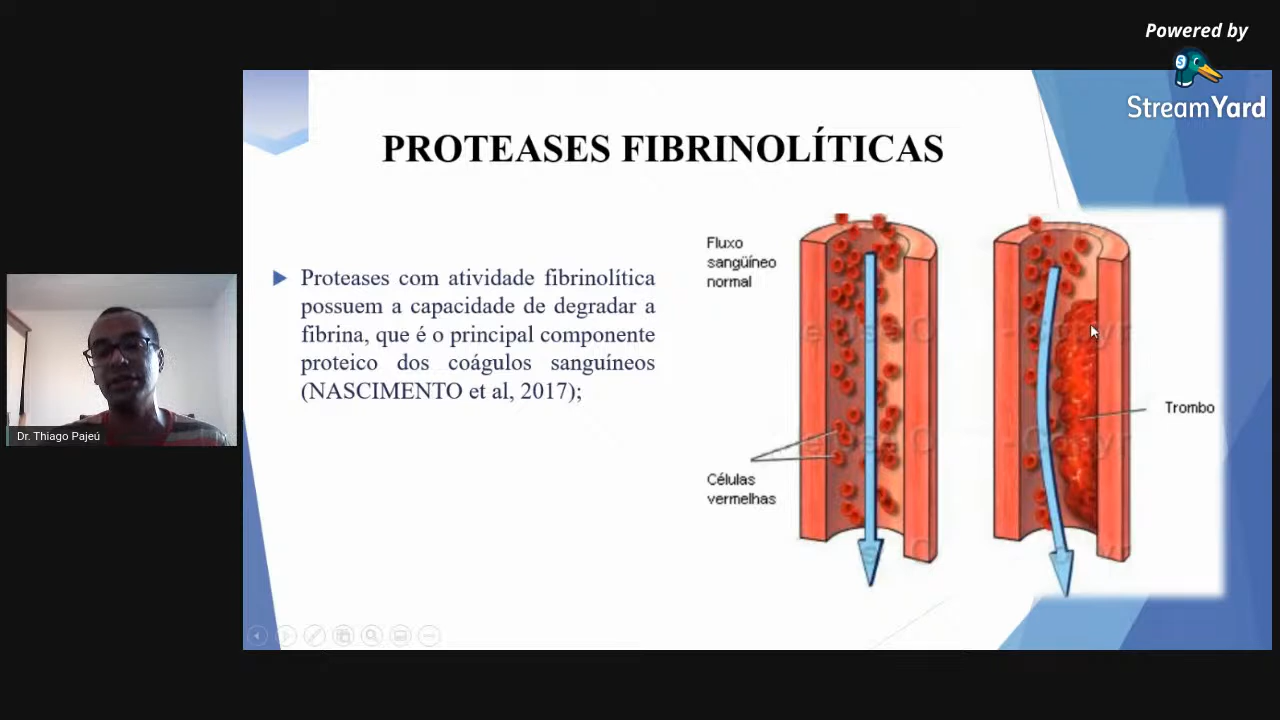 Powered by
StreamYard
PROTEASES FIBRINOLÍTICAS
Proteases com atividade fibrinolítica
possuem a capacidade de degradar a
fibrina, que é o principal componente
proteico dos coágulos sanguíneos
(NASCIMENTO et al, 2017);
Fluxo
sangüíneo
normal
Células
vermelhas
Trombo
Dr. Thiago Pajeú